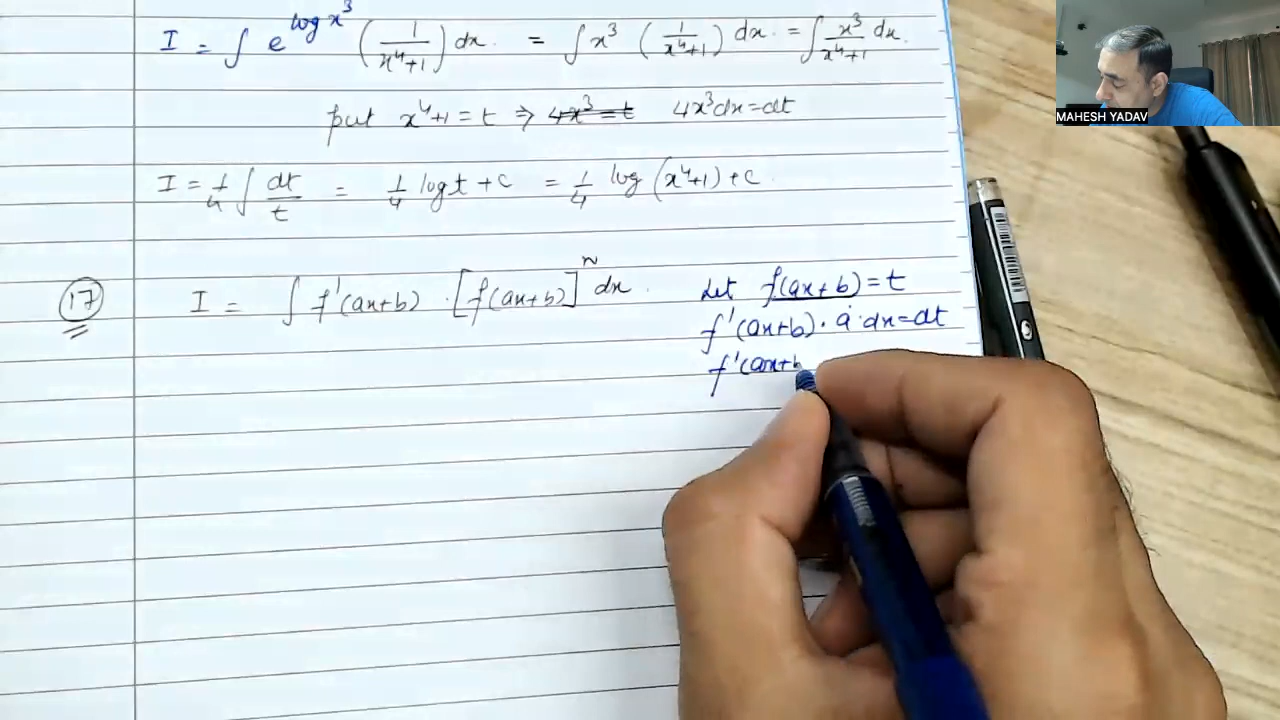 I = ∫ e^{log x³} (1/(x⁴+1)) dx = ∫ x³ (1/(x⁴+1)) dx = ∫ x³/(x⁴+1) dx.
put x⁴+1 = t ⇒ 4x³ = t 4x³dx = dt
I = 1/4 ∫ dt/t = 1/4 log t + c = 1/4 log (x⁴+1) + c.
(17) I = ∫ f'(ax+b) · [f(ax+b)]ⁿ dx. Let f(ax+b) = t
f'(ax+b) · a · dx = dt
f'(ax+b
MAHESH YADAV